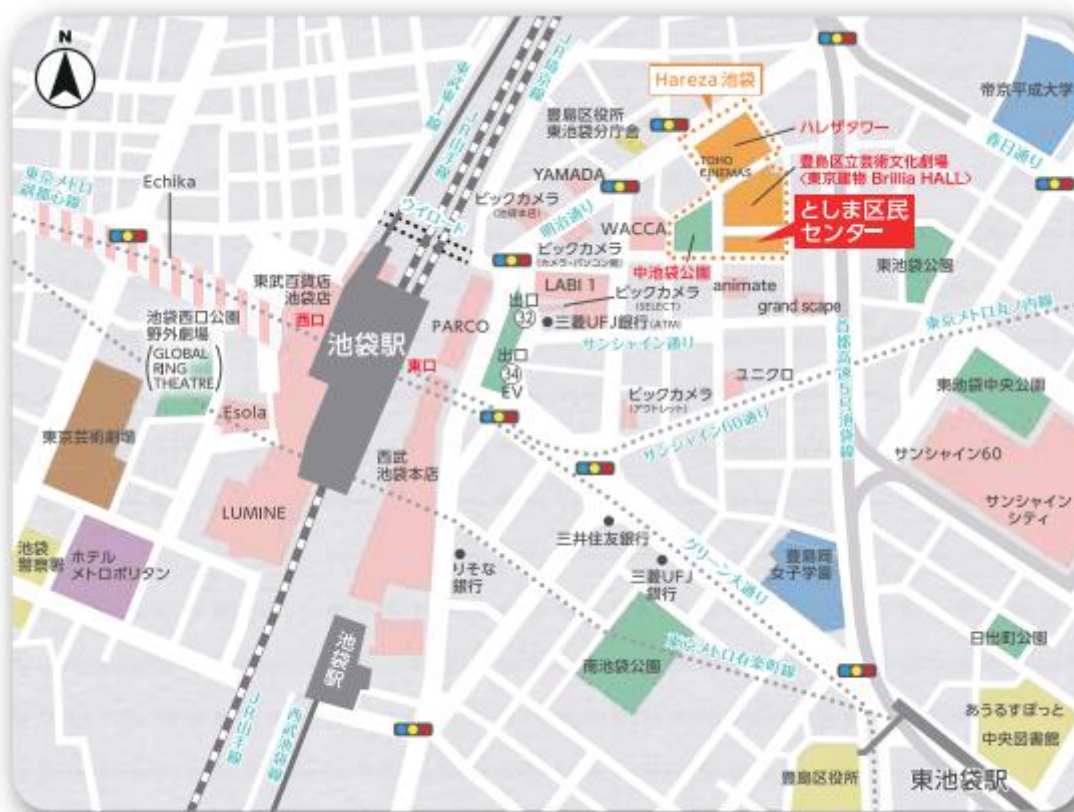 N
東武東上線
JR山手線
JR埼京線
Hareza 池袋
豊島区役所
東池袋分庁舎
TOHO
CINEMAS
ハレザタワー
豊島区立芸術文化劇場
〈東京建物 Brillia HALL〉
としま区民
センター
帝京平成大学
春日通り
東京メトロ
副都心線
Echika
YAMADA
ビックカメラ
(池袋本店)
ウイロード
明治通り
WACCA
ビックカメラ
(カメラ・パソコン館)
中池袋公園
東池袋公園
東武百貨店
池袋店
西口
LABI 1
出口
㉜
ビックカメラ
(SELECT)
三菱UFJ銀行(ATM)
animate
grand scape
サンシャイン通り
東京メトロ丸ノ内線
首都高速5号池袋線
池袋西口公園
野外劇場
(GLOBAL
RING
THEATRE)
池袋駅
PARCO
東口
出口
㉞
EV
ビックカメラ
(アウトレット)
ユニクロ
東池袋中央公園
Esola
東京芸術劇場
西武
池袋本店
サンシャイン60通り
サンシャイン60
サンシャイン
シティ
LUMINE
池袋
警察署
ホテル
メトロポリタン
りそな
銀行
三井住友銀行
三菱UFJ
銀行
グリーン大通り
豊島岡
女子学園
池袋駅
南池袋公園
東京メトロ有楽町線
日出町公園
JR山手線
西武池袋線
あうるすぽっと
中央図書館
豊島区役所
東池袋駅